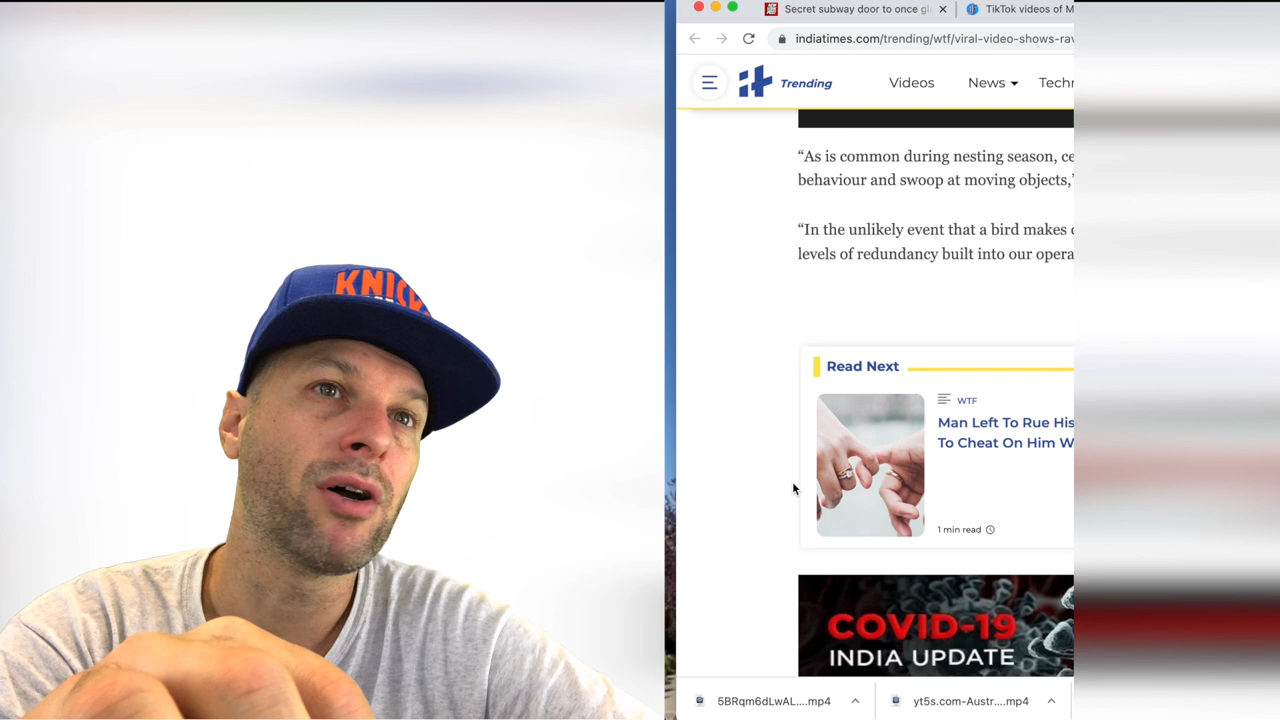 KNICK
Secret subway door to once gl
TikTok videos of M
indiatimes.com/trending/wtf/viral-video-shows-rav
Trending
Videos
News
Techn
“As is common during nesting season, ce
behaviour and swoop at moving objects,’
“In the unlikely event that a bird makes c
levels of redundancy built into our opera
Read Next
WTF
Man Left To Rue His
To Cheat On Him W
1 min read
COVID-19
INDIA UPDATE
5BRqm6dLwAL....mp4
yt5s.com-Austr....mp4